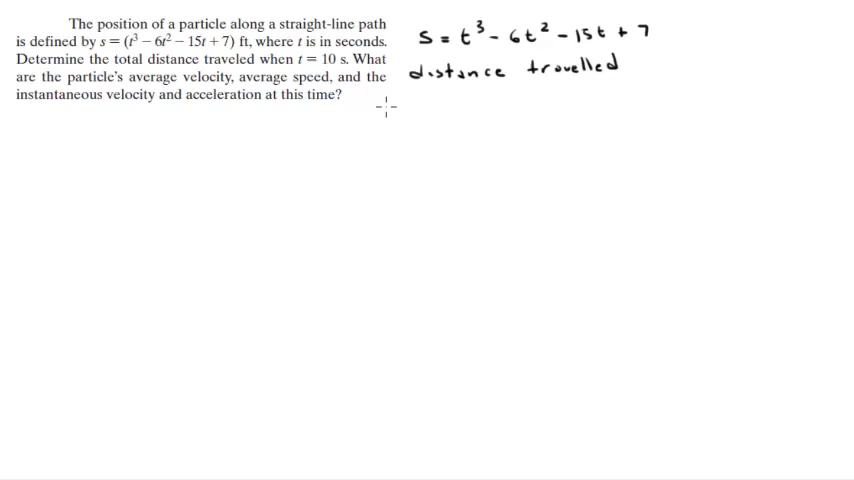 The position of a particle along a straight-line path
is defined by s = (t³ − 6t² − 15t + 7) ft, where t is in seconds.
Determine the total distance traveled when t = 10 s. What
are the particle's average velocity, average speed, and the
instantaneous velocity and acceleration at this time?
s = t³ - 6t² - 15t + 7
distance travelled